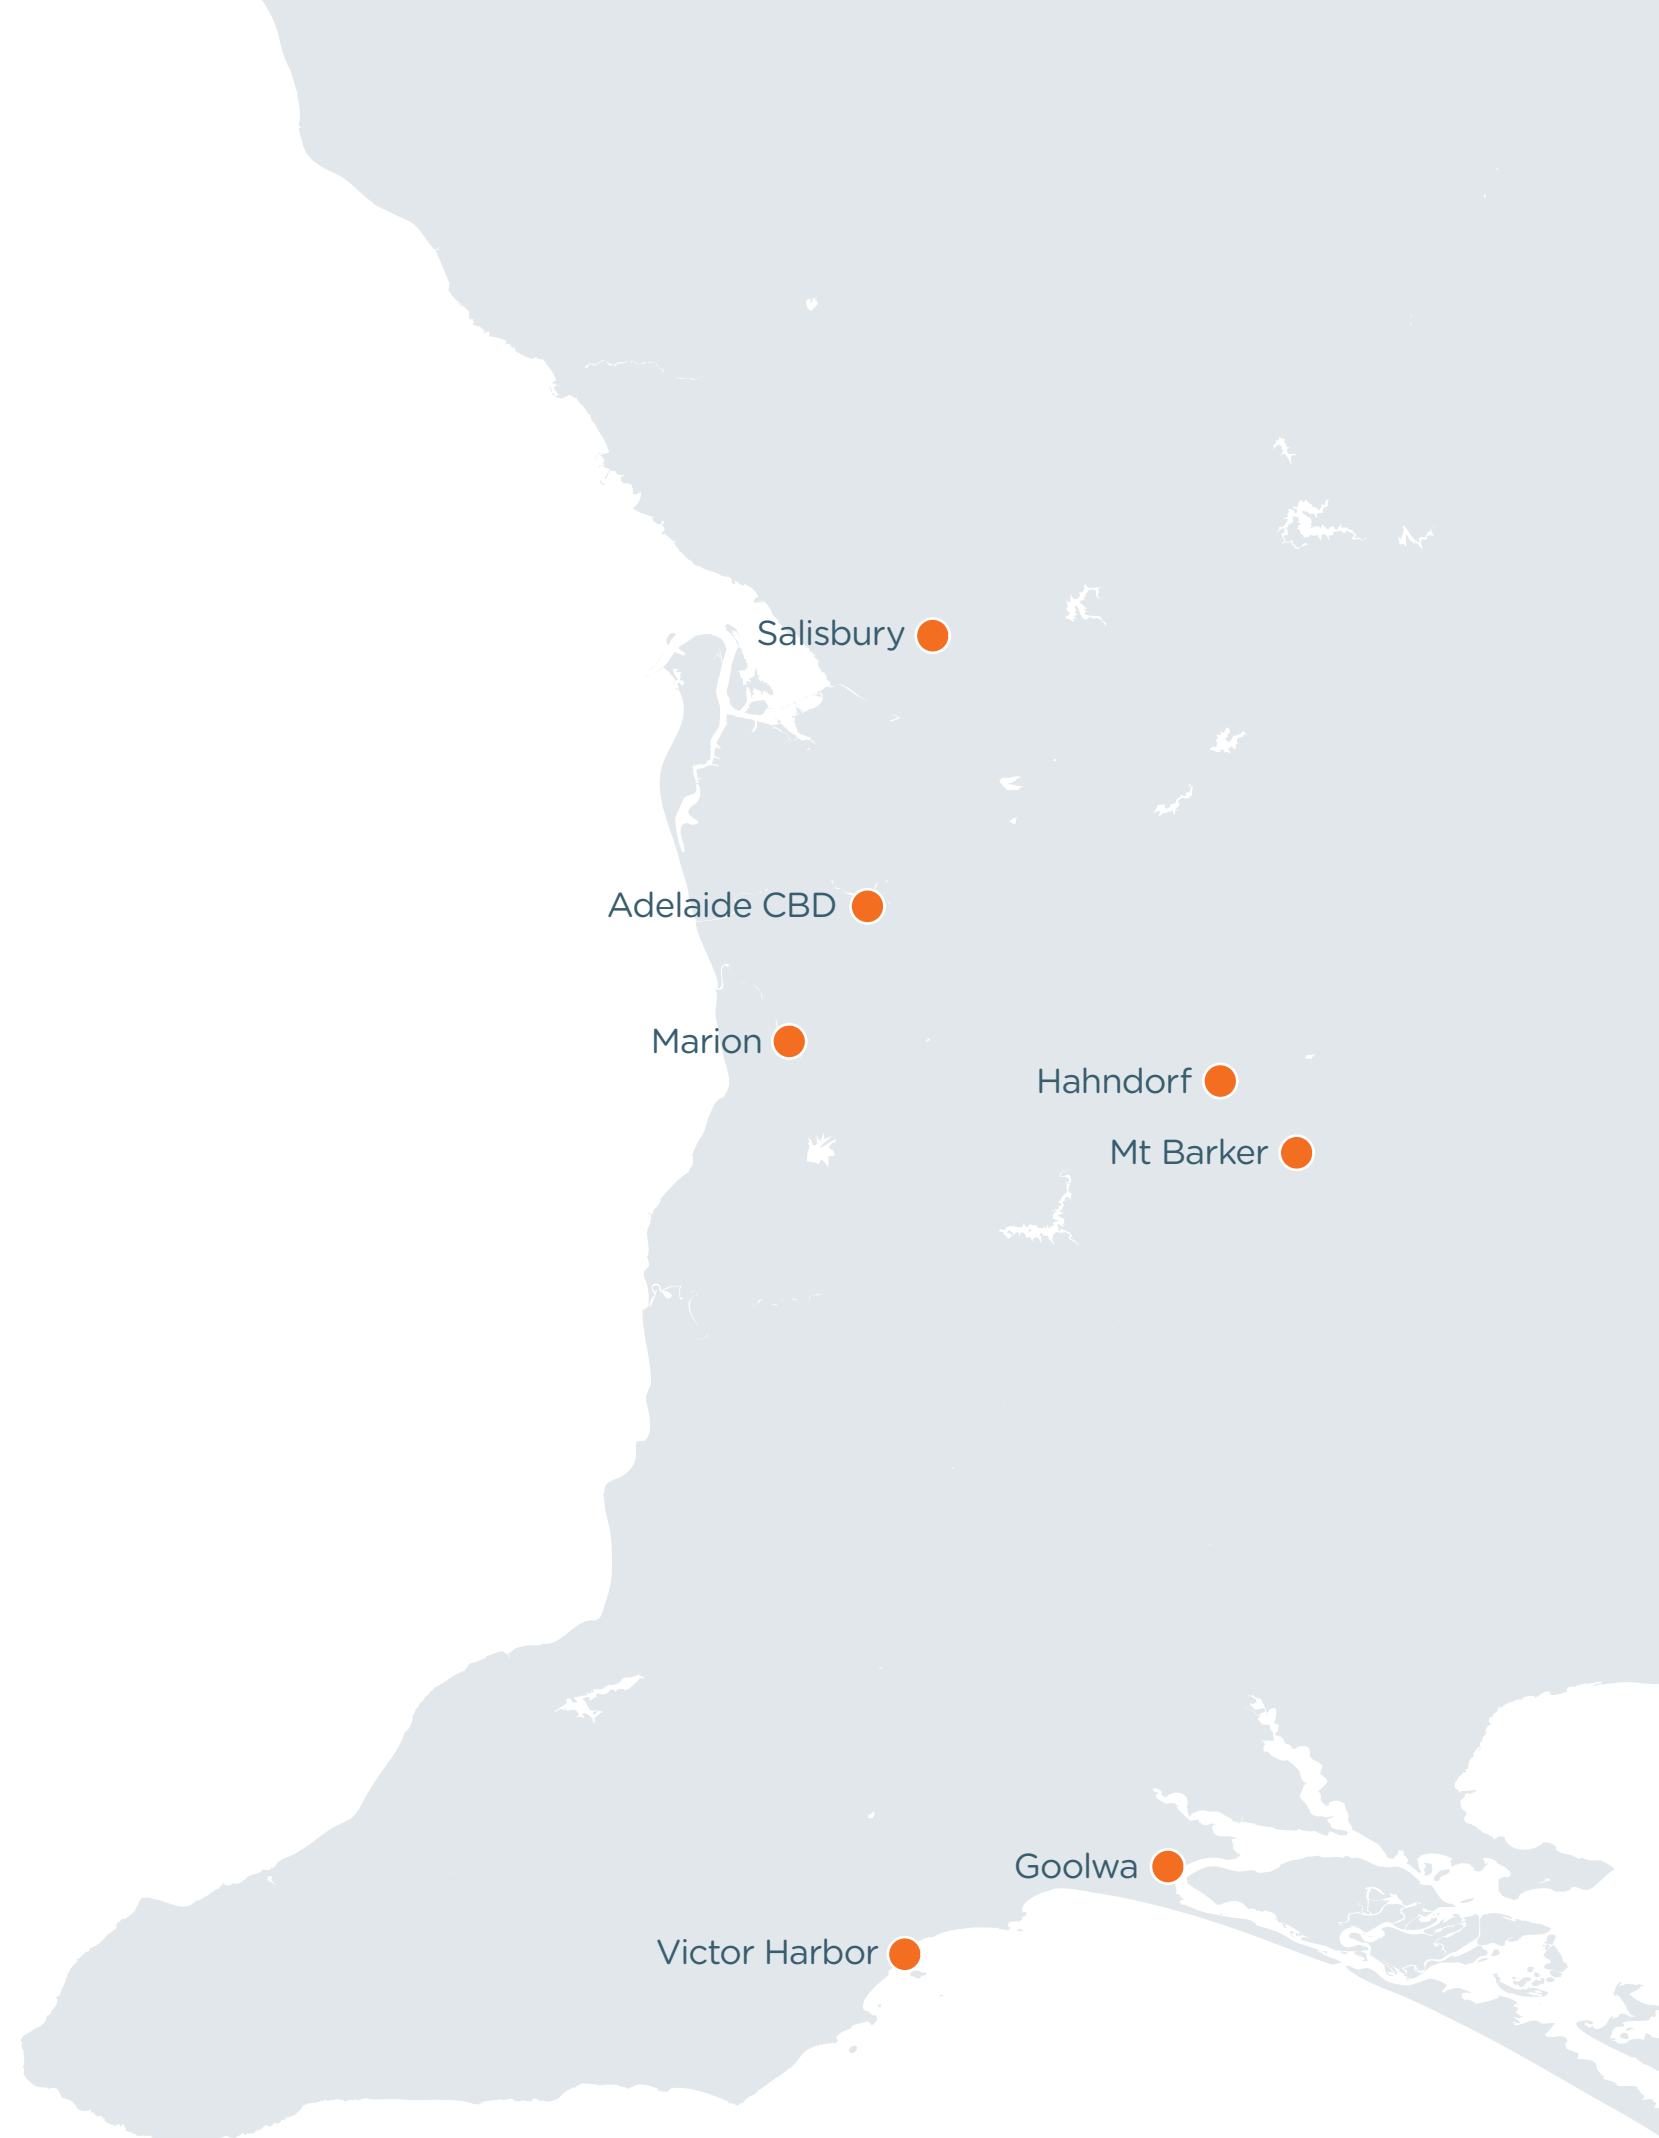 Salisbury
Adelaide CBD
Marion
Hahndorf
Mt Barker
Goolwa
Victor Harbor